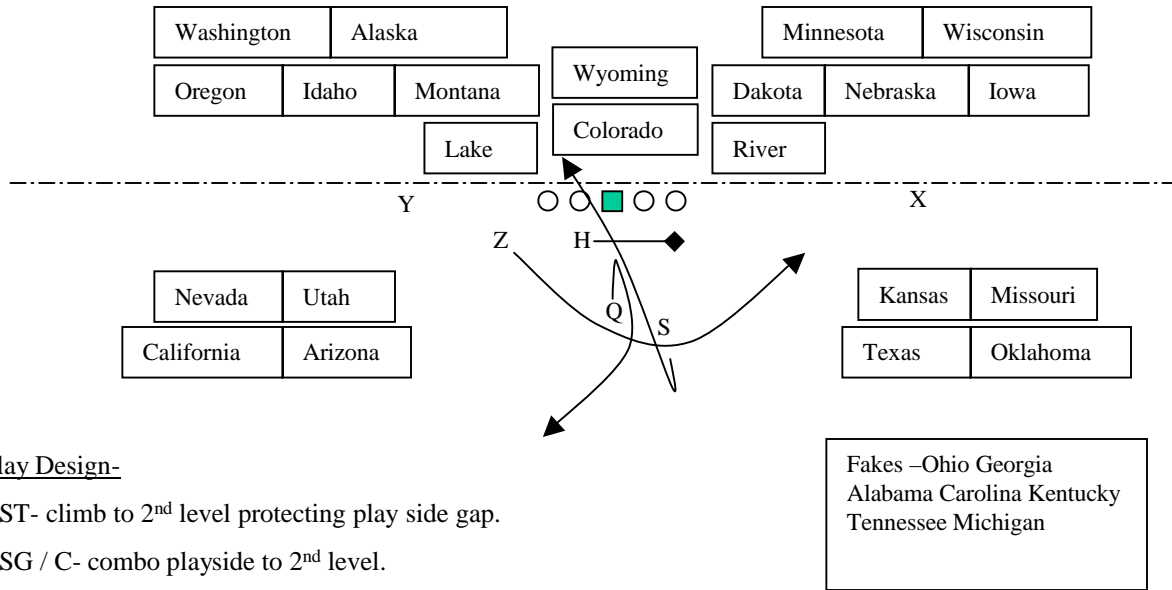 Washington Alaska Minnesota Wisconsin
Wyoming
Oregon Idaho Montana Dakota Nebraska Iowa
Colorado
Lake River
Y X
Z H
Nevada Utah Kansas Missouri
Q S
California Arizona Texas Oklahoma
lay Design-
ST- climb to 2nd level protecting play side gap.
SG / C- combo playside to 2nd level.
Fakes –Ohio Georgia
Alabama Carolina Kentucky
Tennessee Michigan